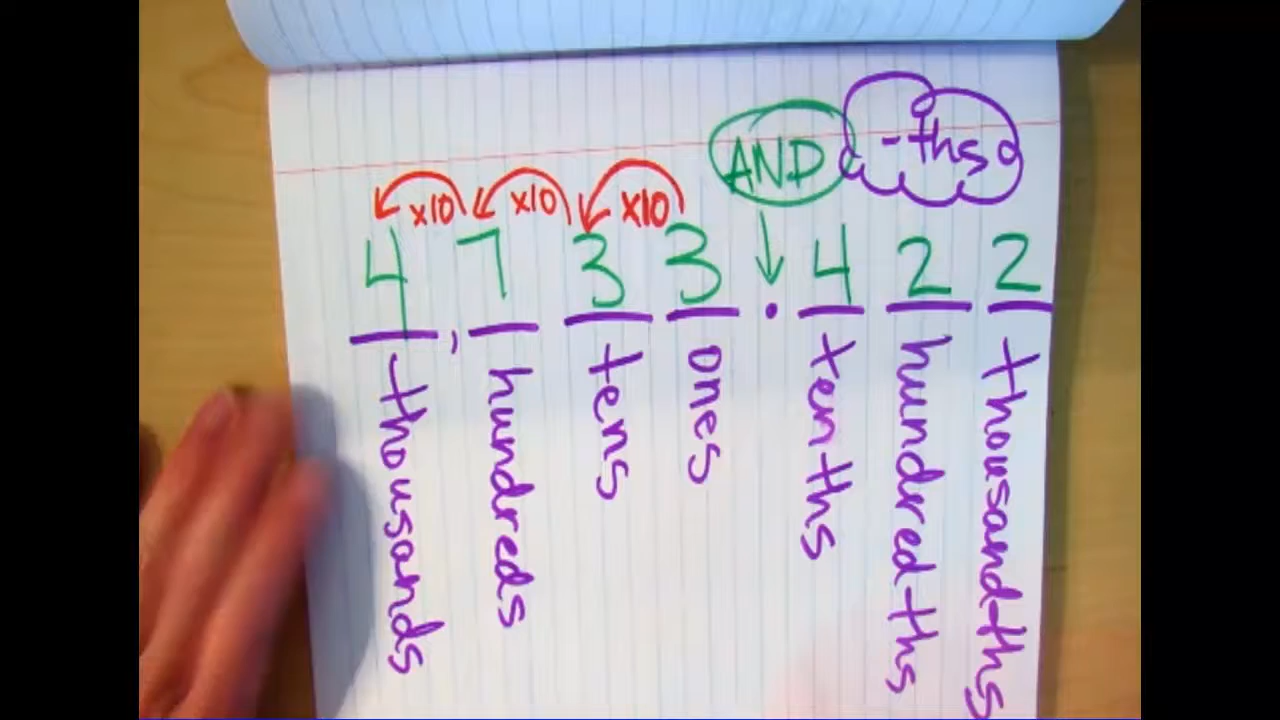 AND -ths
x10 x10 x10
4,733.422
thousands hundreds tens ones tenths hundredths thousandths